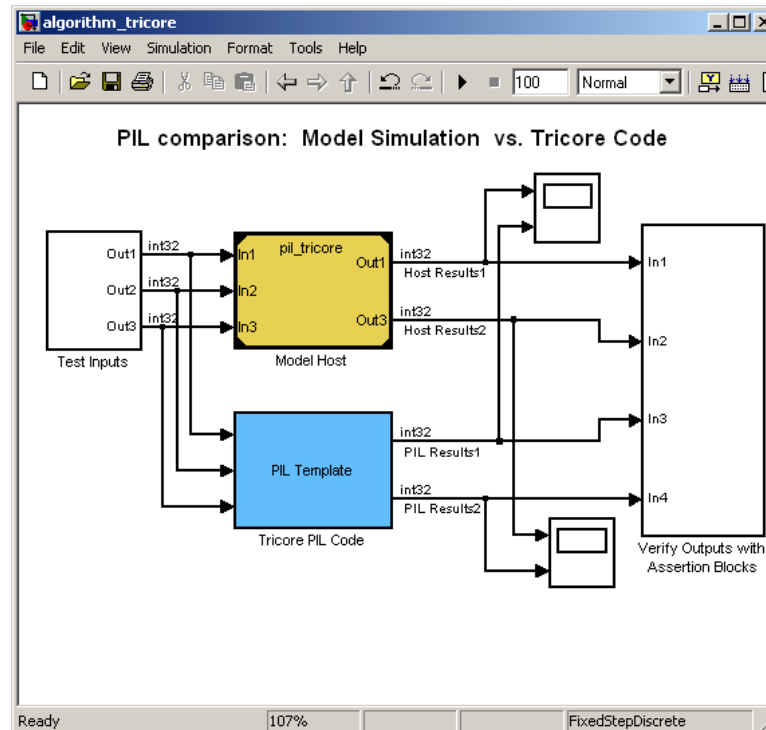 algorithm_tricore
File Edit View Simulation Format Tools Help
100 Normal
PIL comparison: Model Simulation vs. Tricore Code
Out1
Out2
Out3
Test Inputs
int32
int32
int32
pil_tricore
In1
In2
In3
Out1
Out3
Model Host
int32
Host Results1
int32
Host Results2
PIL Template
Tricore PIL Code
int32
PIL Results1
int32
PIL Results2
In1
In2
In3
In4
Verify Outputs with
Assertion Blocks
Ready 107% FixedStepDiscrete